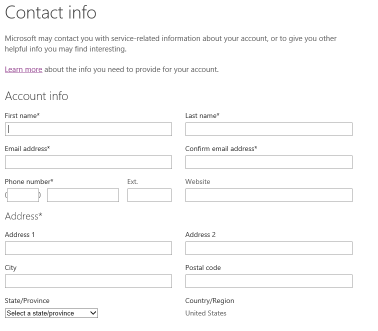 Contact info
Microsoft may contact you with service-related information about your account, or to give you other
helpful info you may find interesting.
Learn more about the info you need to provide for your account.
Account info
First name*
Last name*
Email address*
Confirm email address*
Phone number*
Ext.
Website
( )
Address*
Address 1
Address 2
City
Postal code
State/Province
Country/Region
Select a state/province
United States